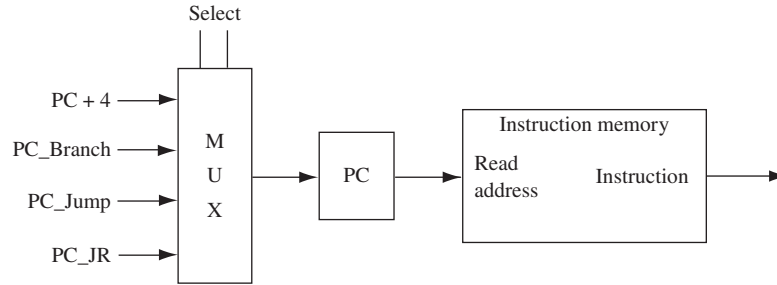 Select
PC + 4
PC_Branch
PC_Jump
PC_JR
M
U
X
PC
Instruction memory
Read
address
Instruction